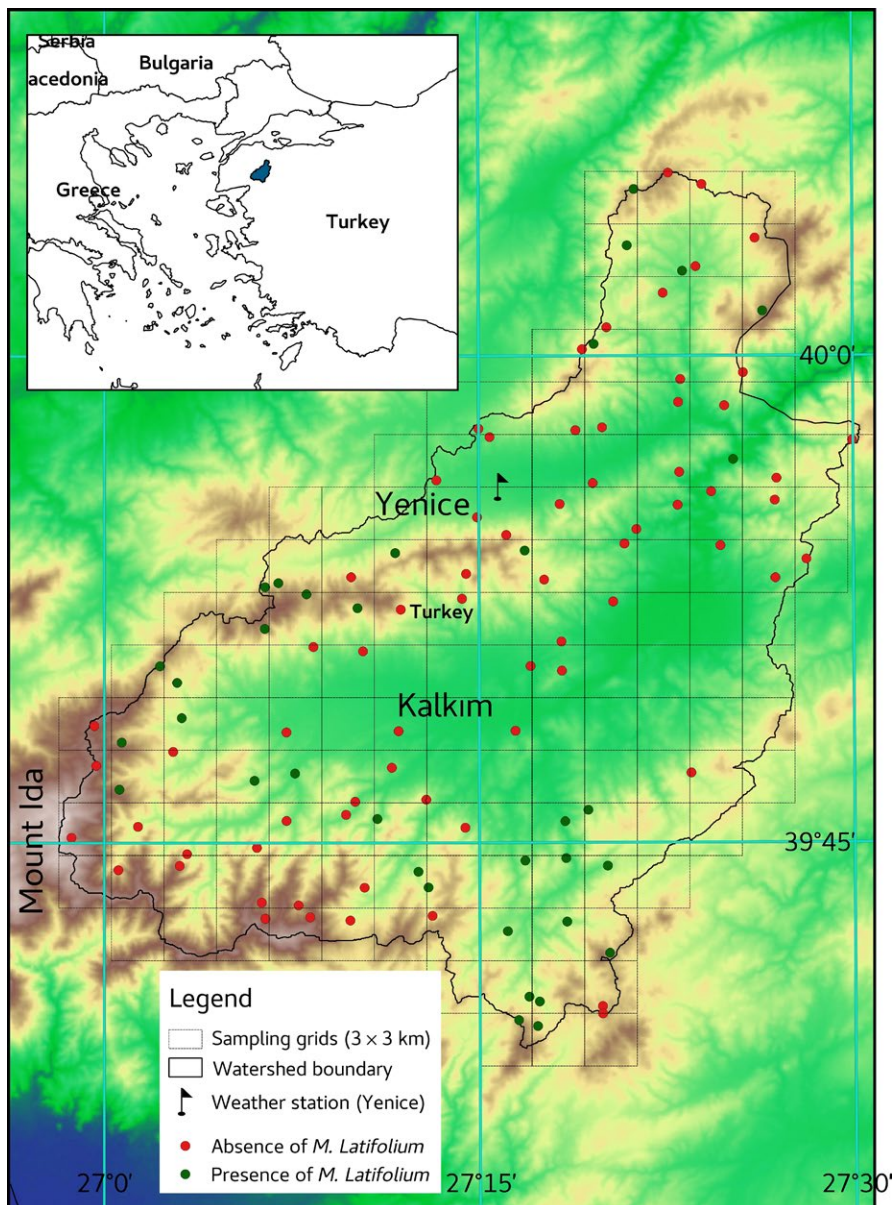 Serbia
acedonia
Bulgaria
Greece
Turkey
40°0'
Yenice
Turkey
Kalkım
Mount Ida
39°45'
Legend
Sampling grids (3 × 3 km)
Watershed boundary
Weather station (Yenice)
Absence of M. Latifolium
Presence of M. Latifolium
27°0'
27°15'
27°30'